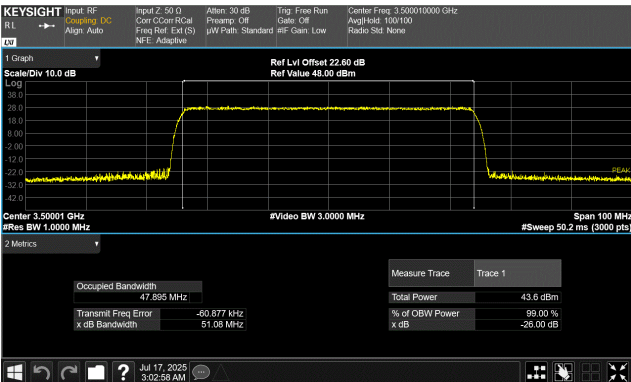 KEYSIGHT Input: RF Input Z: 50 Ω Atten: 30 dB Trig: Free Run Center Freq: 3.500010000 GHz
RL Coupling: DC Corr CCorr RCal Preamp: Off Gate: Off Avg|Hold: 100/100
Align: Auto Freq Ref: Ext (S) µW Path: Standard #IF Gain: Low Radio Std: None
LXI NFE: Adaptive
1 Graph
Ref Lvl Offset 22.60 dB
Scale/Div 10.0 dB Ref Value 48.00 dBm
Log
38.0
28.0
18.0
8.00
-2.00
-12.0
-22.0
-32.0
-42.0
PEAK
Center 3.50001 GHz #Video BW 3.0000 MHz Span 100 MHz
#Res BW 1.0000 MHz #Sweep 50.2 ms (3000 pts)
2 Metrics
Measure Trace Trace 1
Occupied Bandwidth
47.895 MHz Total Power 43.6 dBm
Transmit Freq Error -60.877 kHz % of OBW Power 99.00 %
x dB Bandwidth 51.08 MHz x dB -26.00 dB
? Jul 17, 2025
3:02:58 AM